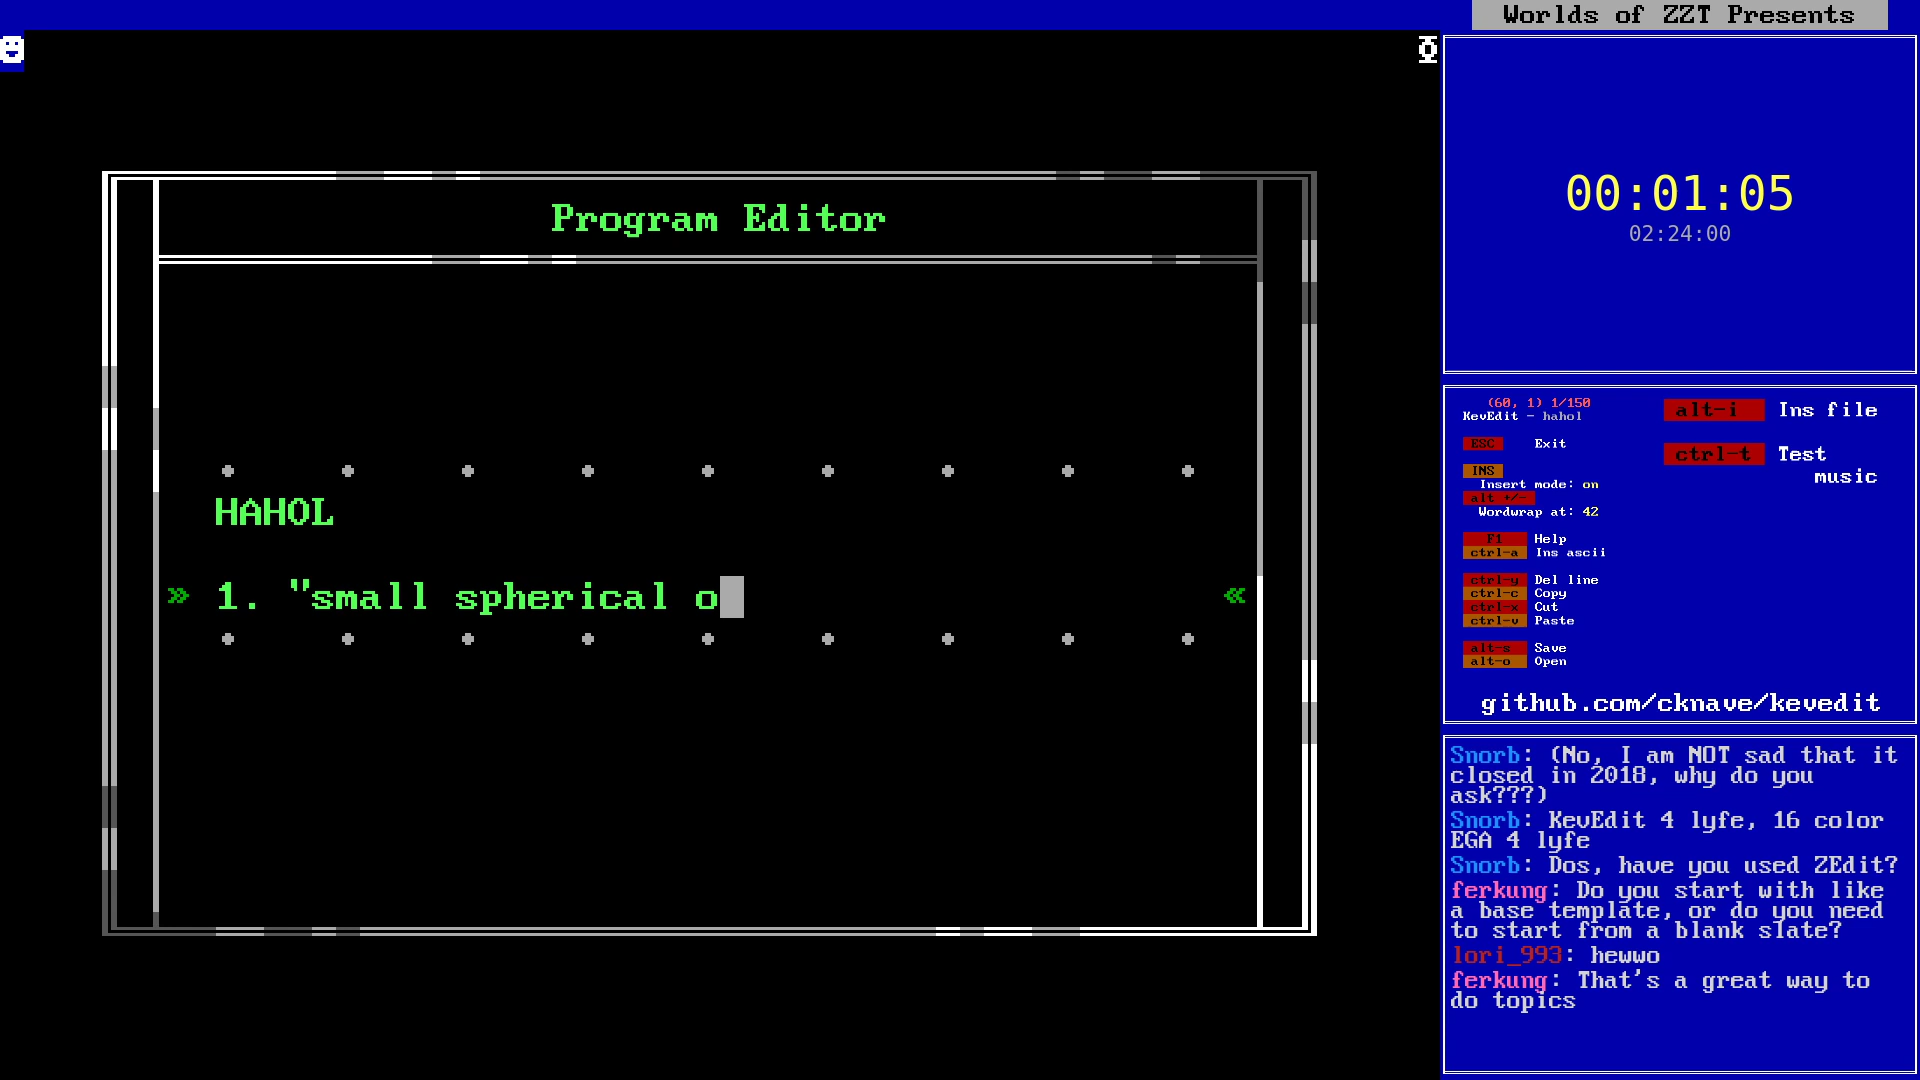 Worlds of ZZT Presents
Program Editor
HAHOL
» 1. "small spherical o «
00:01:05
02:24:00
(60, 1) 1/150
KevEdit - hahol
ESC Exit
INS
Insert mode: on
alt +/-
Wordwrap at: 42
F1 Help
ctrl-a Ins ascii
ctrl-y Del line
ctrl-c Copy
ctrl-x Cut
ctrl-v Paste
alt-s Save
alt-o Open
alt-i Ins file
ctrl-t Test
music
github.com/cknave/kevedit
Snorb: (No, I am NOT sad that it
closed in 2018, why do you
ask???)
Snorb: KevEdit 4 lyfe, 16 color
EGA 4 lyfe
Snorb: Dos, have you used ZEdit?
ferkung: Do you start with like
a base template, or do you need
to start from a blank slate?
lori_993: hewwo
ferkung: That's a great way to
do topics